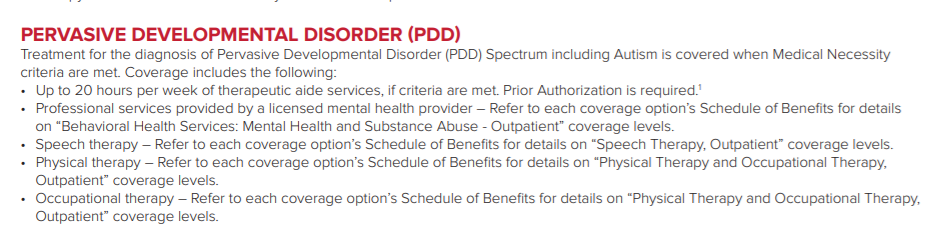 PERVASIVE DEVELOPMENTAL DISORDER (PDD)
Treatment for the diagnosis of Pervasive Developmental Disorder (PDD) Spectrum including Autism is covered when Medical Necessity
criteria are met. Coverage includes the following:
• Up to 20 hours per week of therapeutic aide services, if criteria are met. Prior Authorization is required.¹
• Professional services provided by a licensed mental health provider – Refer to each coverage option’s Schedule of Benefits for details
on “Behavioral Health Services: Mental Health and Substance Abuse - Outpatient” coverage levels.
• Speech therapy – Refer to each coverage option’s Schedule of Benefits for details on “Speech Therapy, Outpatient” coverage levels.
• Physical therapy – Refer to each coverage option’s Schedule of Benefits for details on “Physical Therapy and Occupational Therapy,
Outpatient” coverage levels.
• Occupational therapy – Refer to each coverage option’s Schedule of Benefits for details on “Physical Therapy and Occupational Therapy,
Outpatient” coverage levels.